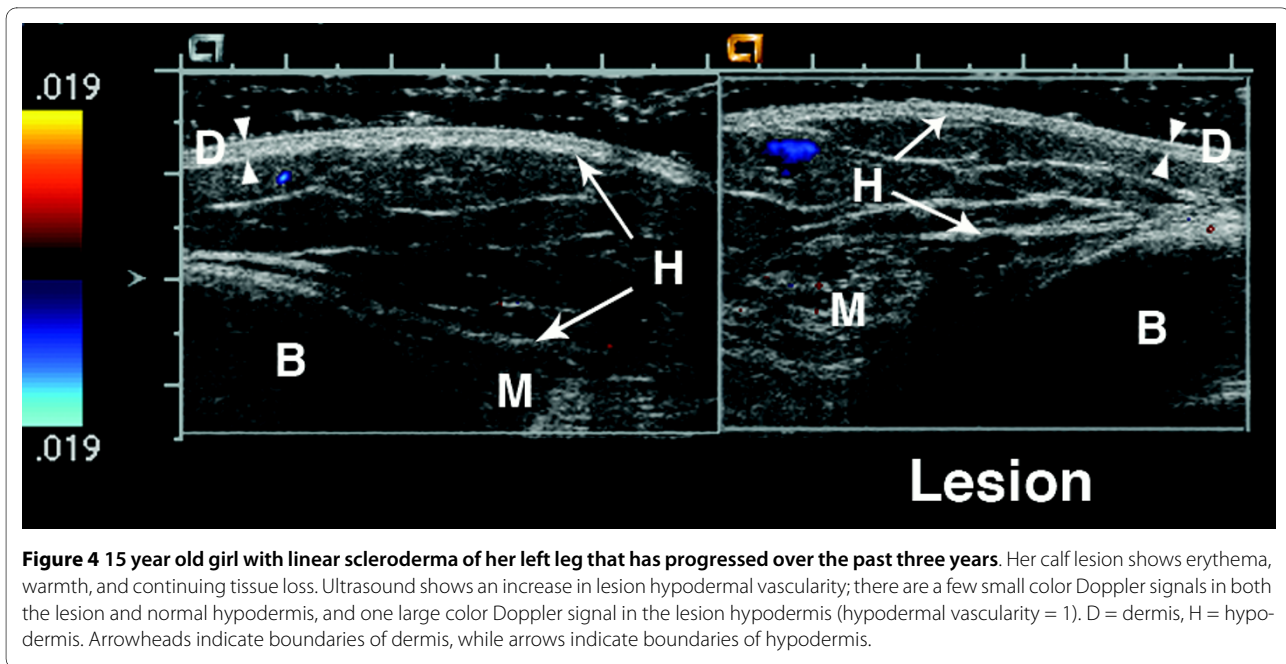 .019
.019
D
H
B
M
D
H
M
B
Lesion
Figure 4 15 year old girl with linear scleroderma of her left leg that has progressed over the past three years. Her calf lesion shows erythema,
warmth, and continuing tissue loss. Ultrasound shows an increase in lesion hypodermal vascularity; there are a few small color Doppler signals in both
the lesion and normal hypodermis, and one large color Doppler signal in the lesion hypodermis (hypodermal vascularity = 1). D = dermis, H = hypo-
dermis. Arrowheads indicate boundaries of dermis, while arrows indicate boundaries of hypodermis.